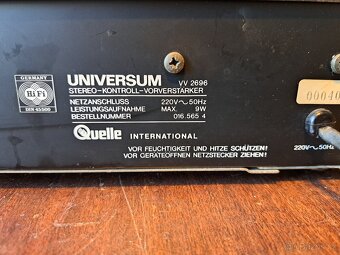 GERMANY
HiFi
DIN 45500
UNIVERSUM
VV 2696
STEREO-KONTROLL-VORVERSTÄRKER
NETZANSCHLUSS 220V~50Hz
LEISTUNGSAUFNAHME MAX. 9W
BESTELLNUMMER 016.565 4
Quelle INTERNATIONAL
VOR FEUCHTIGKEIT UND HITZE SCHÜTZEN!
VOR GERÄTEÖFFNEN NETZSTECKER ZIEHEN!
00040
220V~50Hz